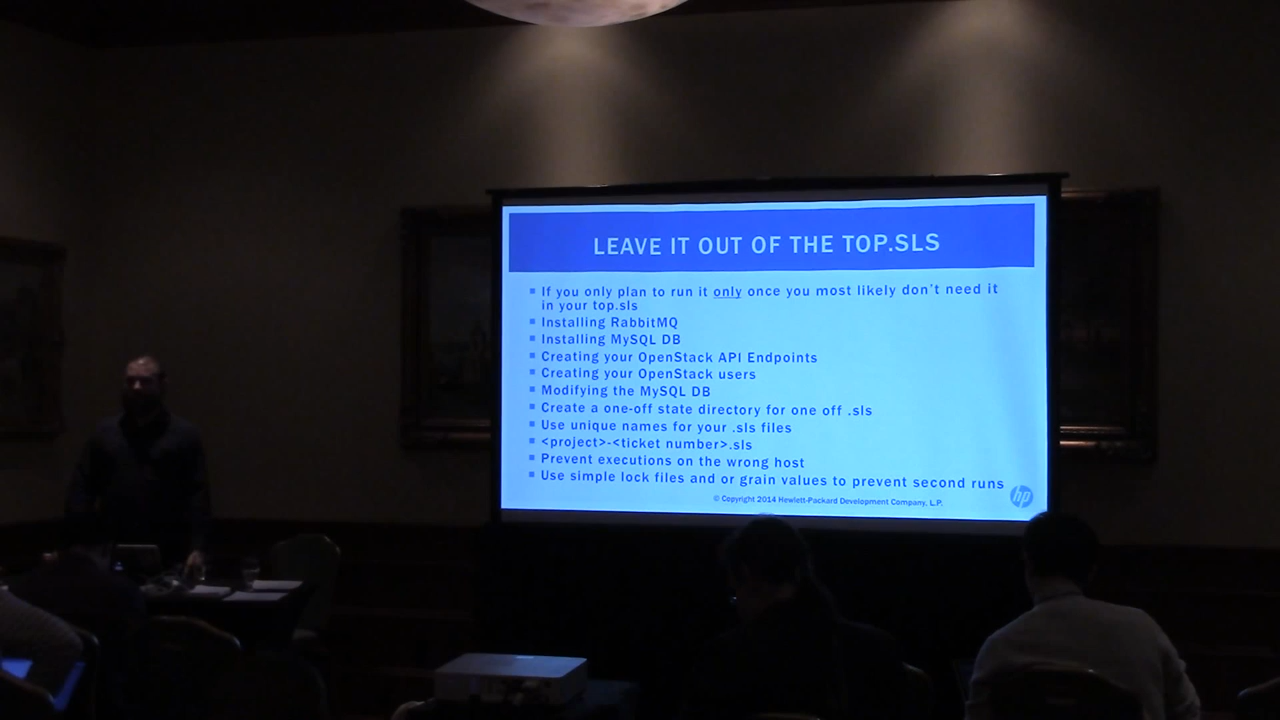 LEAVE IT OUT OF THE TOP.SLS
If you only plan to run it only once you most likely don't need it
in your top.sls
Installing RabbitMQ
Installing MySQL DB
Creating your OpenStack API Endpoints
Creating your OpenStack users
Modifying the MySQL DB
Create a one-off state directory for one off .sls
Use unique names for your .sls files
<project>-<ticket number>.sls
Prevent executions on the wrong host
Use simple lock files and or grain values to prevent second runs
© Copyright 2014 Hewlett-Packard Development Company, L.P.
hp